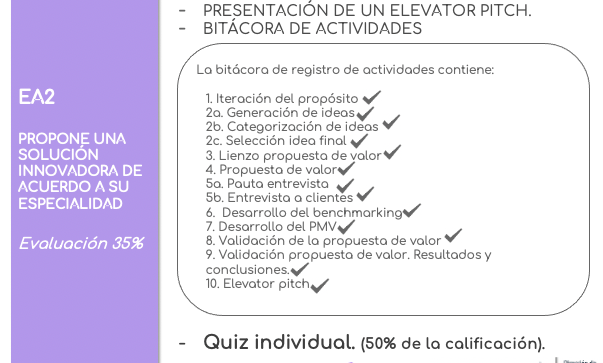 EA2
PROPONE UNA
SOLUCIÓN
INNOVADORA DE
ACUERDO A SU
ESPECIALIDAD
Evaluación 35%
- PRESENTACIÓN DE UN ELEVATOR PITCH.
- BITÁCORA DE ACTIVIDADES
La bitácora de registro de actividades contiene:
1. Iteración del propósito ✔
2a. Generación de ideas ✔
2b. Categorización de ideas ✔
2c. Selección idea final ✔
3. Lienzo propuesta de valor ✔
4. Propuesta de valor ✔
5a. Pauta entrevista ✔
5b. Entrevista a clientes ✔
6. Desarrollo del benchmarking ✔
7. Desarrollo del PMV ✔
8. Validación de la propuesta de valor ✔
9. Validación propuesta de valor. Resultados y
conclusiones. ✔
10. Elevator pitch ✔
- Quiz individual. (50% de la calificación).